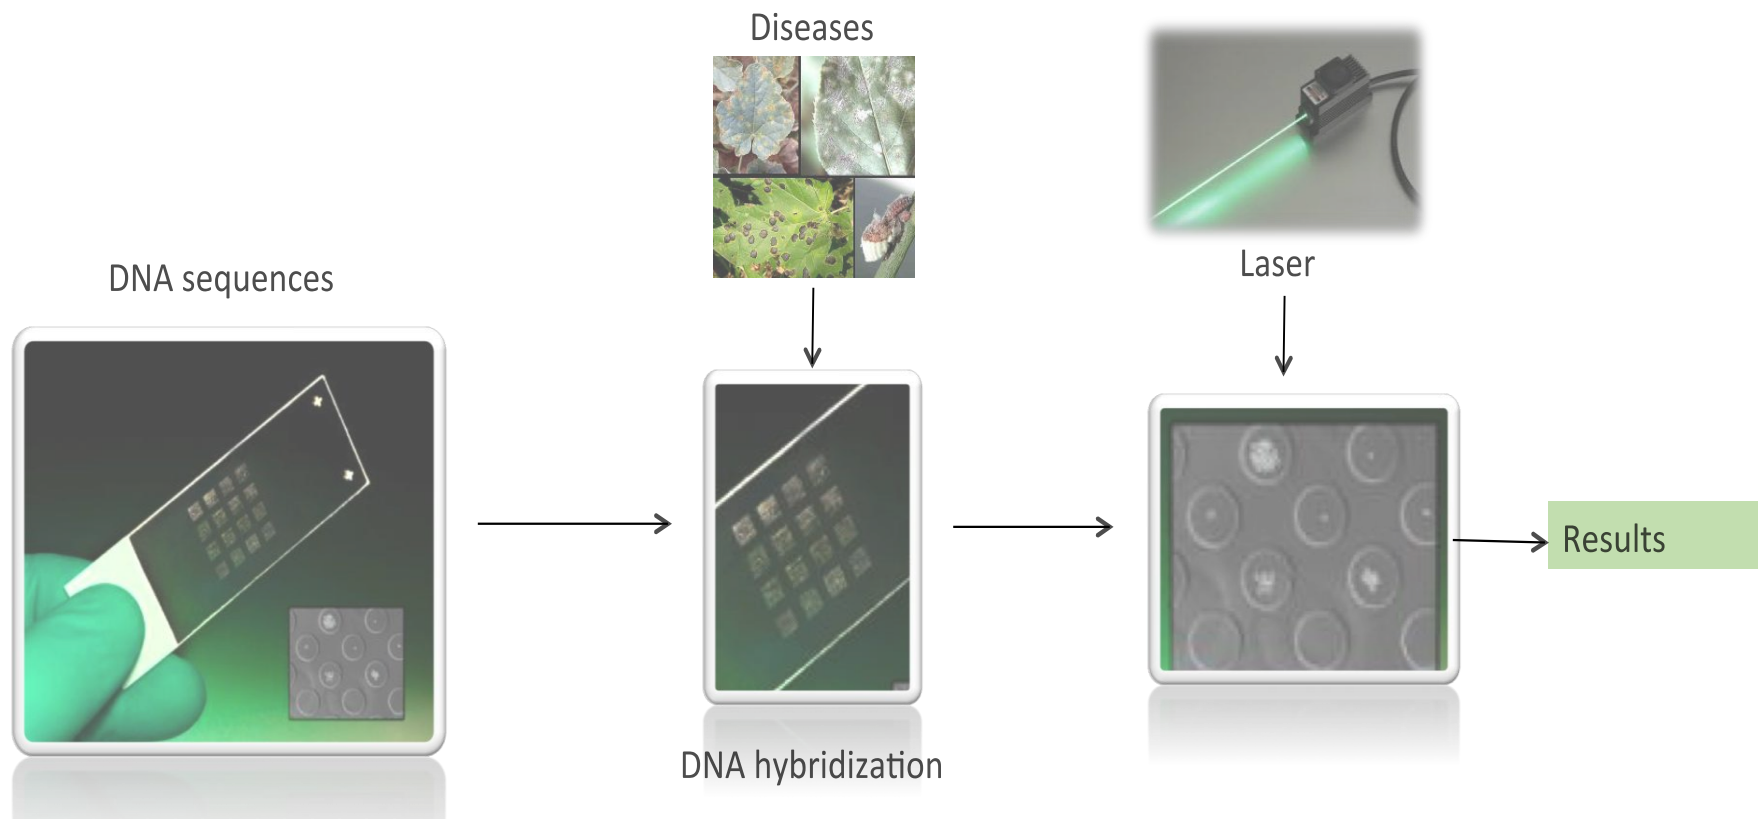 Diseases
Laser
DNA sequences
Results
DNA hybridization